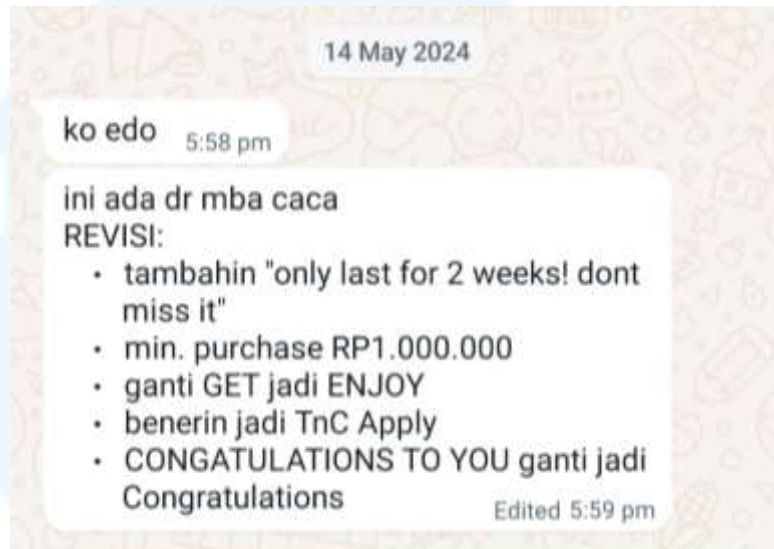 14 May 2024
ko edo 5:58 pm
ini ada dr mba caca
REVISI:
• tambahin "only last for 2 weeks! dont
miss it"
• min. purchase RP1.000.000
• ganti GET jadi ENJOY
• benerin jadi TnC Apply
• CONGATULATIONS TO YOU ganti jadi
Congratulations Edited 5:59 pm